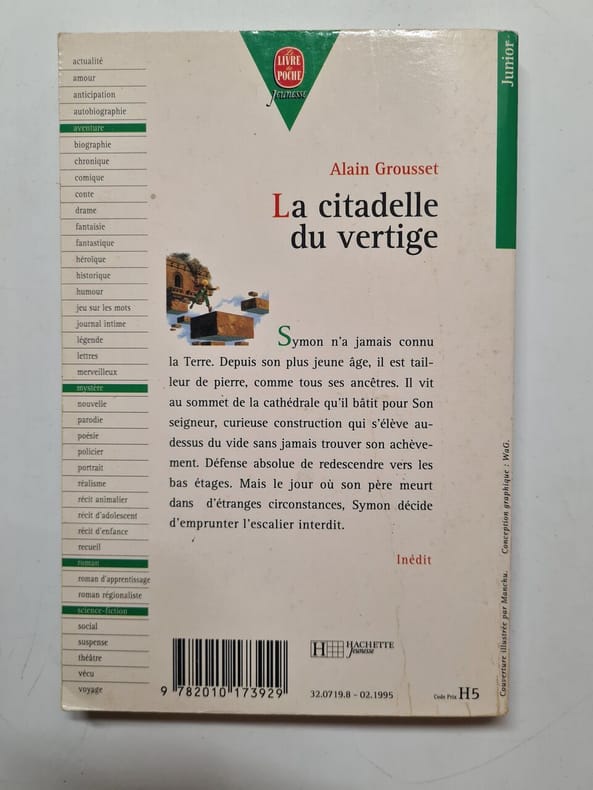 actualité
amour
anticipation
autobiographie
aventure
biographie
chronique
comique
conte
drame
fantaisie
fantastique
héroïque
historique
humour
jeu sur les mots
journal intime
légende
lettres
merveilleux
mystère
nouvelle
parodie
poésie
policier
portrait
réalisme
récit animalier
récit d'adolescent
récit d'enfance
recueil
roman
roman d'apprentissage
roman régionaliste
science-fiction
social
suspense
théâtre
vécu
voyage
Le
LIVRE
de
POCHE
Jeunesse
Junior
Alain Grousset
La citadelle
du vertige
Symon n'a jamais connu
la Terre. Depuis son plus jeune âge, il est tail-
leur de pierre, comme tous ses ancêtres. Il vit
au sommet de la cathédrale qu'il bâtit pour Son
seigneur, curieuse construction qui s'élève au-
dessus du vide sans jamais trouver son achève-
ment. Défense absolue de redescendre vers les
bas étages. Mais le jour où son père meurt
dans d'étranges circonstances, Symon décide
d'emprunter l'escalier interdit.
Inédit
9 782010 173929
H HACHETTE
Jeunesse
32.0719.8 - 02.1995
Code Prix H5
Couverture illustrée par Manchu. Conception graphique : WaG.